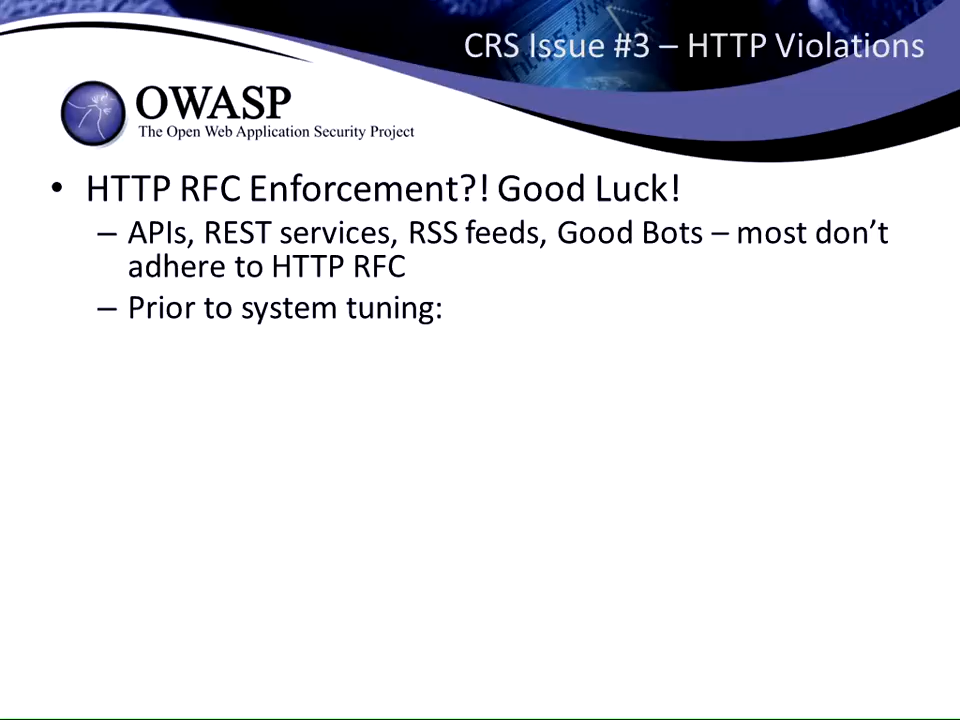 CRS Issue #3 – HTTP Violations
OWASP
The Open Web Application Security Project
• HTTP RFC Enforcement?! Good Luck!
– APIs, REST services, RSS feeds, Good Bots – most don’t
adhere to HTTP RFC
– Prior to system tuning: